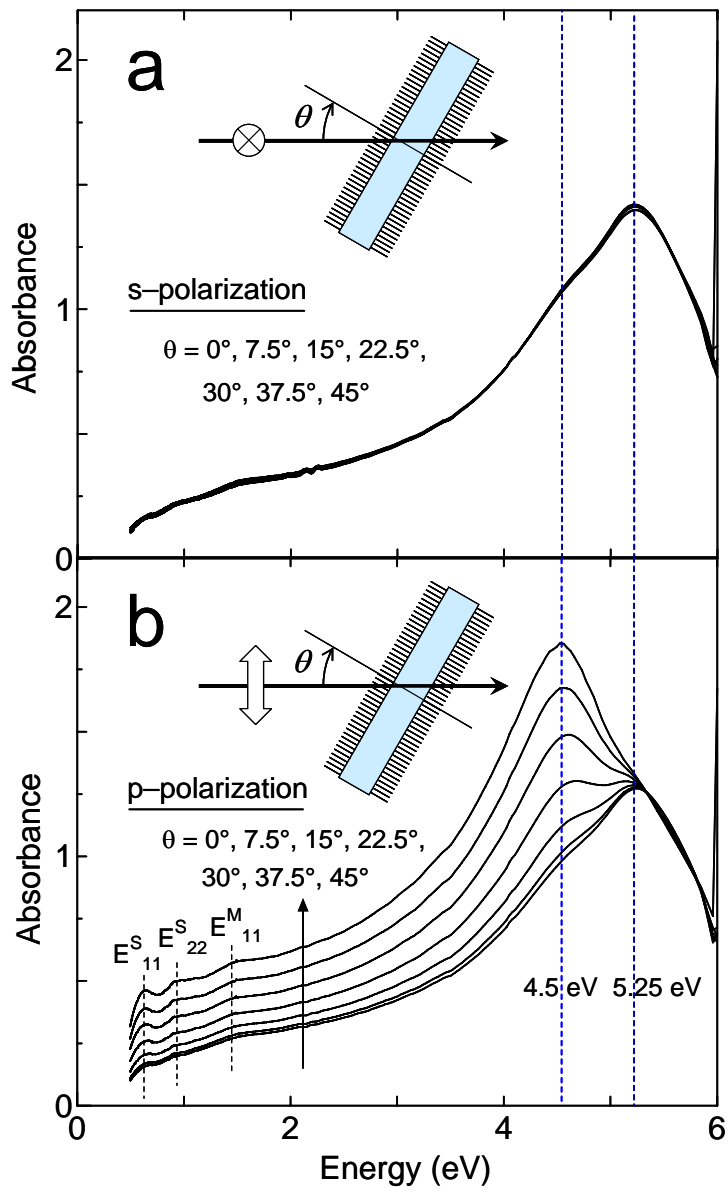 a
2
θ
s–polarization
θ = 0°, 7.5°, 15°, 22.5°,
30°, 37.5°, 45°
1
Absorbance
0
b
2
θ
p–polarization
θ = 0°, 7.5°, 15°, 22.5°,
30°, 37.5°, 45°
1
Absorbance
E^S_11 E^S_22 E^M_11
4.5 eV 5.25 eV
0
0 2 4 6
Energy (eV)